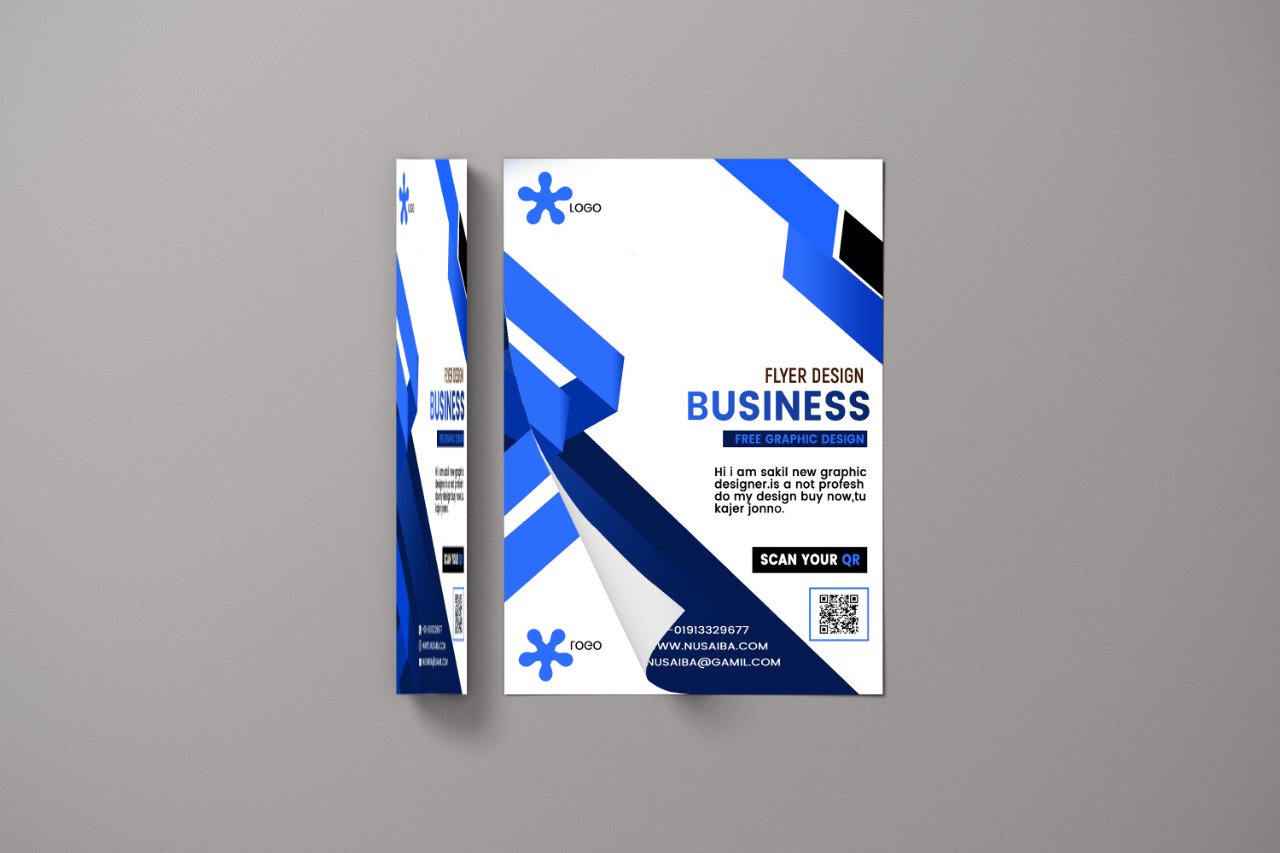 LOGO
FLYER DESIGN
BUSINESS
FREE GRAPHIC DESIGN
Hi i am sakil new graphic
designer.is a not profesh
do my design buy now,tu
kajer jonno.
SCAN YOUR QR
-01913329677
WW.NUSAIBA.COM
NUSAIBA@GAMIL.COM
LOGO
FLYER DESIGN
BUSINESS
FREE GRAPHIC DESIGN
Hi i am sakil new graphic
designer.is a not profesh
do my design buy now,tu
kajer jonno.
SCAN YOUR QR
-01913329677
WWW.NUSAIBA.COM
NUSAIBA@GAMIL.COM